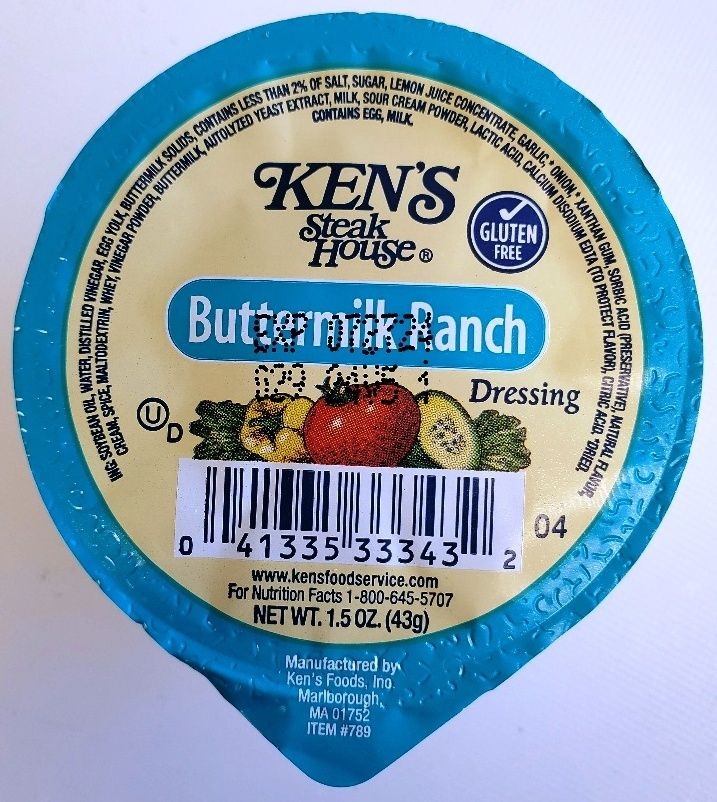 ING: SOYBEAN OIL, WATER, DISTILLED VINEGAR, EGG YOLK, BUTTERMILK SOLIDS, CONTAINS LESS THAN 2% OF SALT, SUGAR, LEMON JUICE CONCENTRATE, GARLIC,* ONION,* XANTHAN GUM, SORBIC ACID (PRESERVATIVE), NATURAL FLAVOR,
CREAM, SPICE, MALTODEXTRIN, WHEY, VINEGAR POWDER, BUTTERMILK, AUTOLYZED YEAST EXTRACT, MILK, SOUR CREAM POWDER, LACTIC ACID, CALCIUM DISODIUM EDTA (TO PROTECT FLAVOR), CITRIC ACID. *DRIED.
CONTAINS EGG, MILK.
KEN'S
Steak
House®
GLUTEN
FREE
Buttermilk Ranch
EXP
Dressing
U D
0 41335 33343 2
04
www.kensfoodservice.com
For Nutrition Facts 1-800-645-5707
NET WT. 1.5 OZ. (43g)
Manufactured by
Ken's Foods, Inc.
Marlborough,
MA 01752
ITEM #789